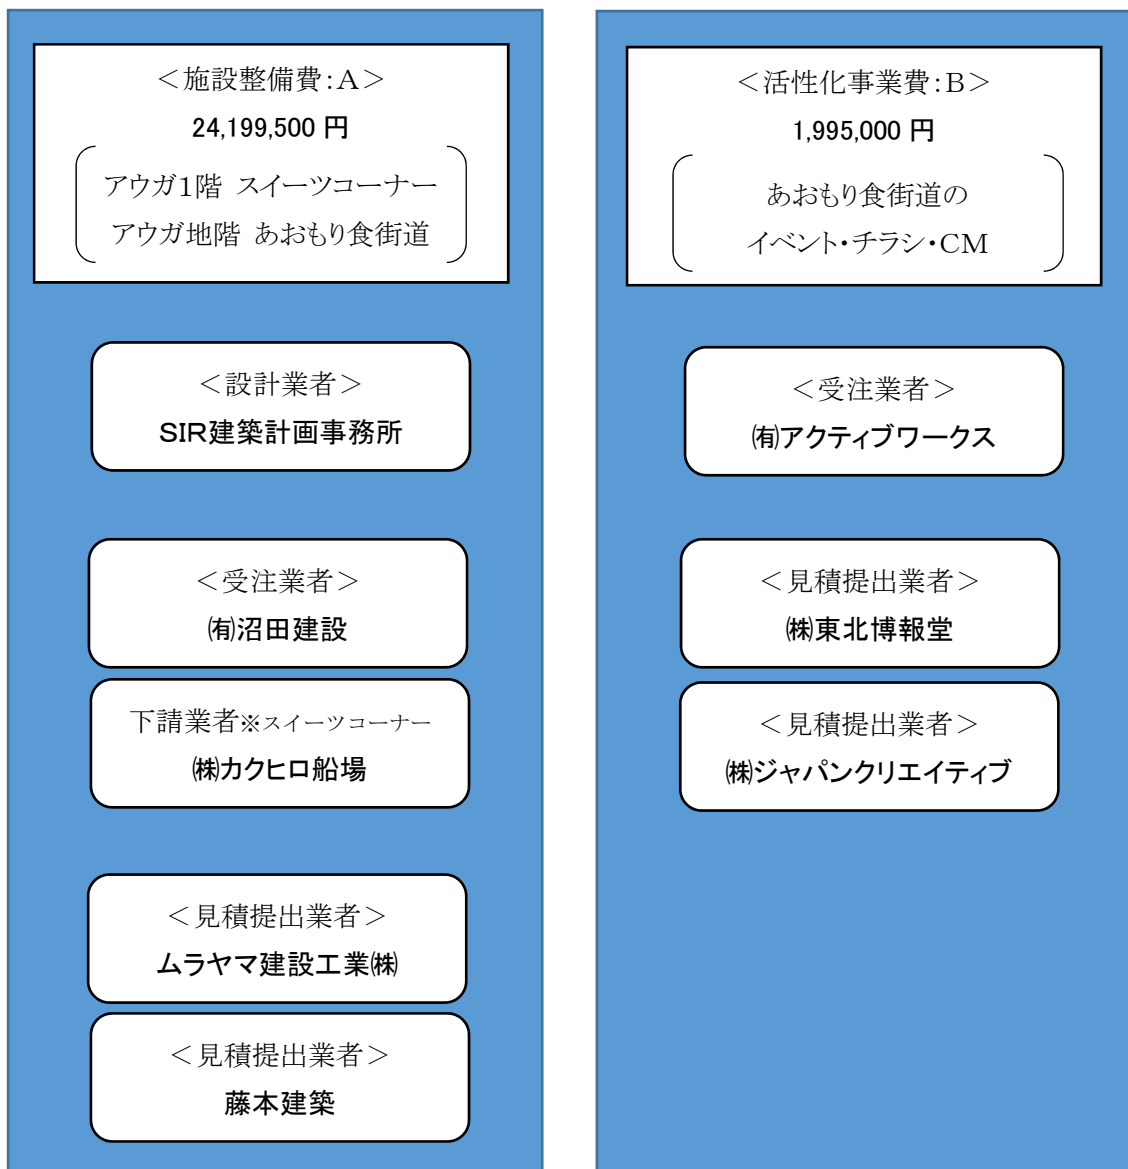 ＜施設整備費：A＞
24,199,500 円
アウガ1階 スイーツコーナー
アウガ地階 あおもり食街道
＜設計業者＞
SIR建築計画事務所
＜受注業者＞
㈲沼田建設
下請業者※スイーツコーナー
㈱カクヒロ船場
＜見積提出業者＞
ムラヤマ建設工業㈱
＜見積提出業者＞
藤本建築
＜活性化事業費：B＞
1,995,000 円
あおもり食街道の
イベント・チラシ・CM
＜受注業者＞
㈲アクティブワークス
＜見積提出業者＞
㈱東北博報堂
＜見積提出業者＞
㈱ジャパンクリエイティブ